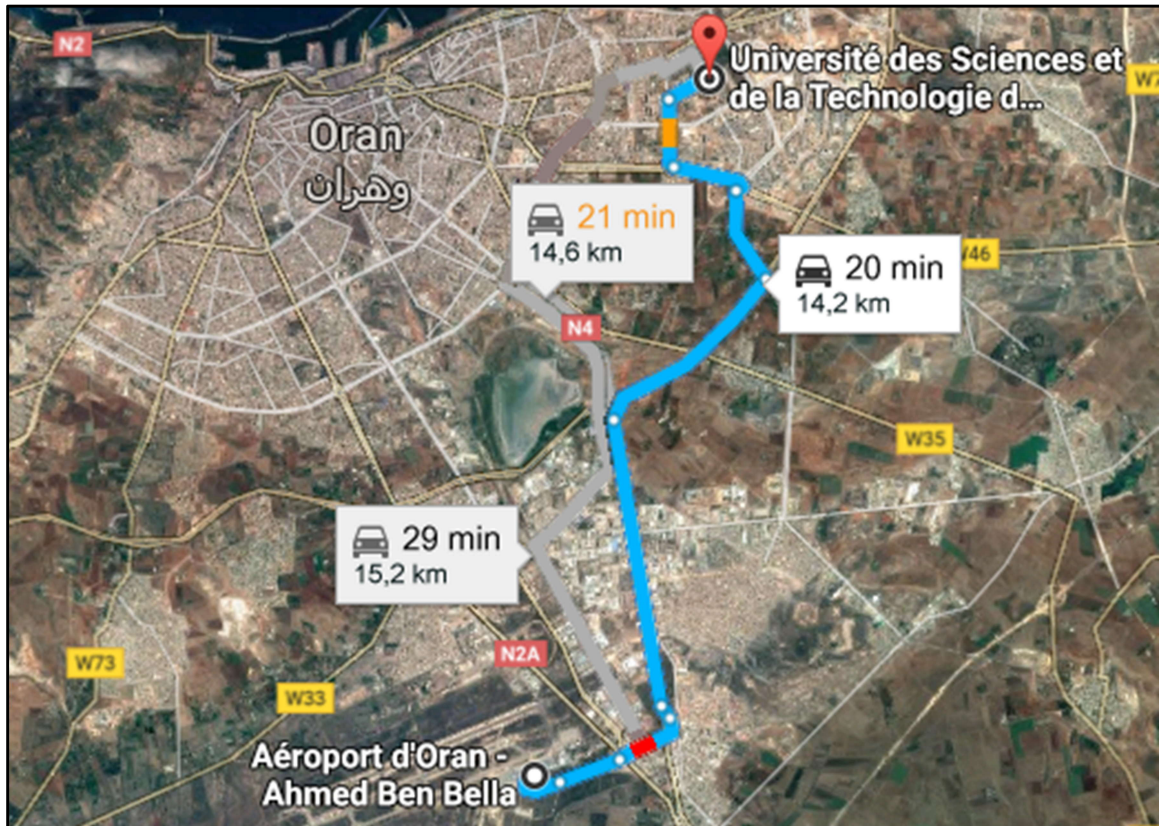 N2
Université des Sciences et
de la Technologie d...
W7
Oran
وهران
21 min
14,6 km
W46
20 min
14,2 km
N4
W35
29 min
15,2 km
N2A
W73
W33
Aéroport d'Oran -
Ahmed Ben Bella